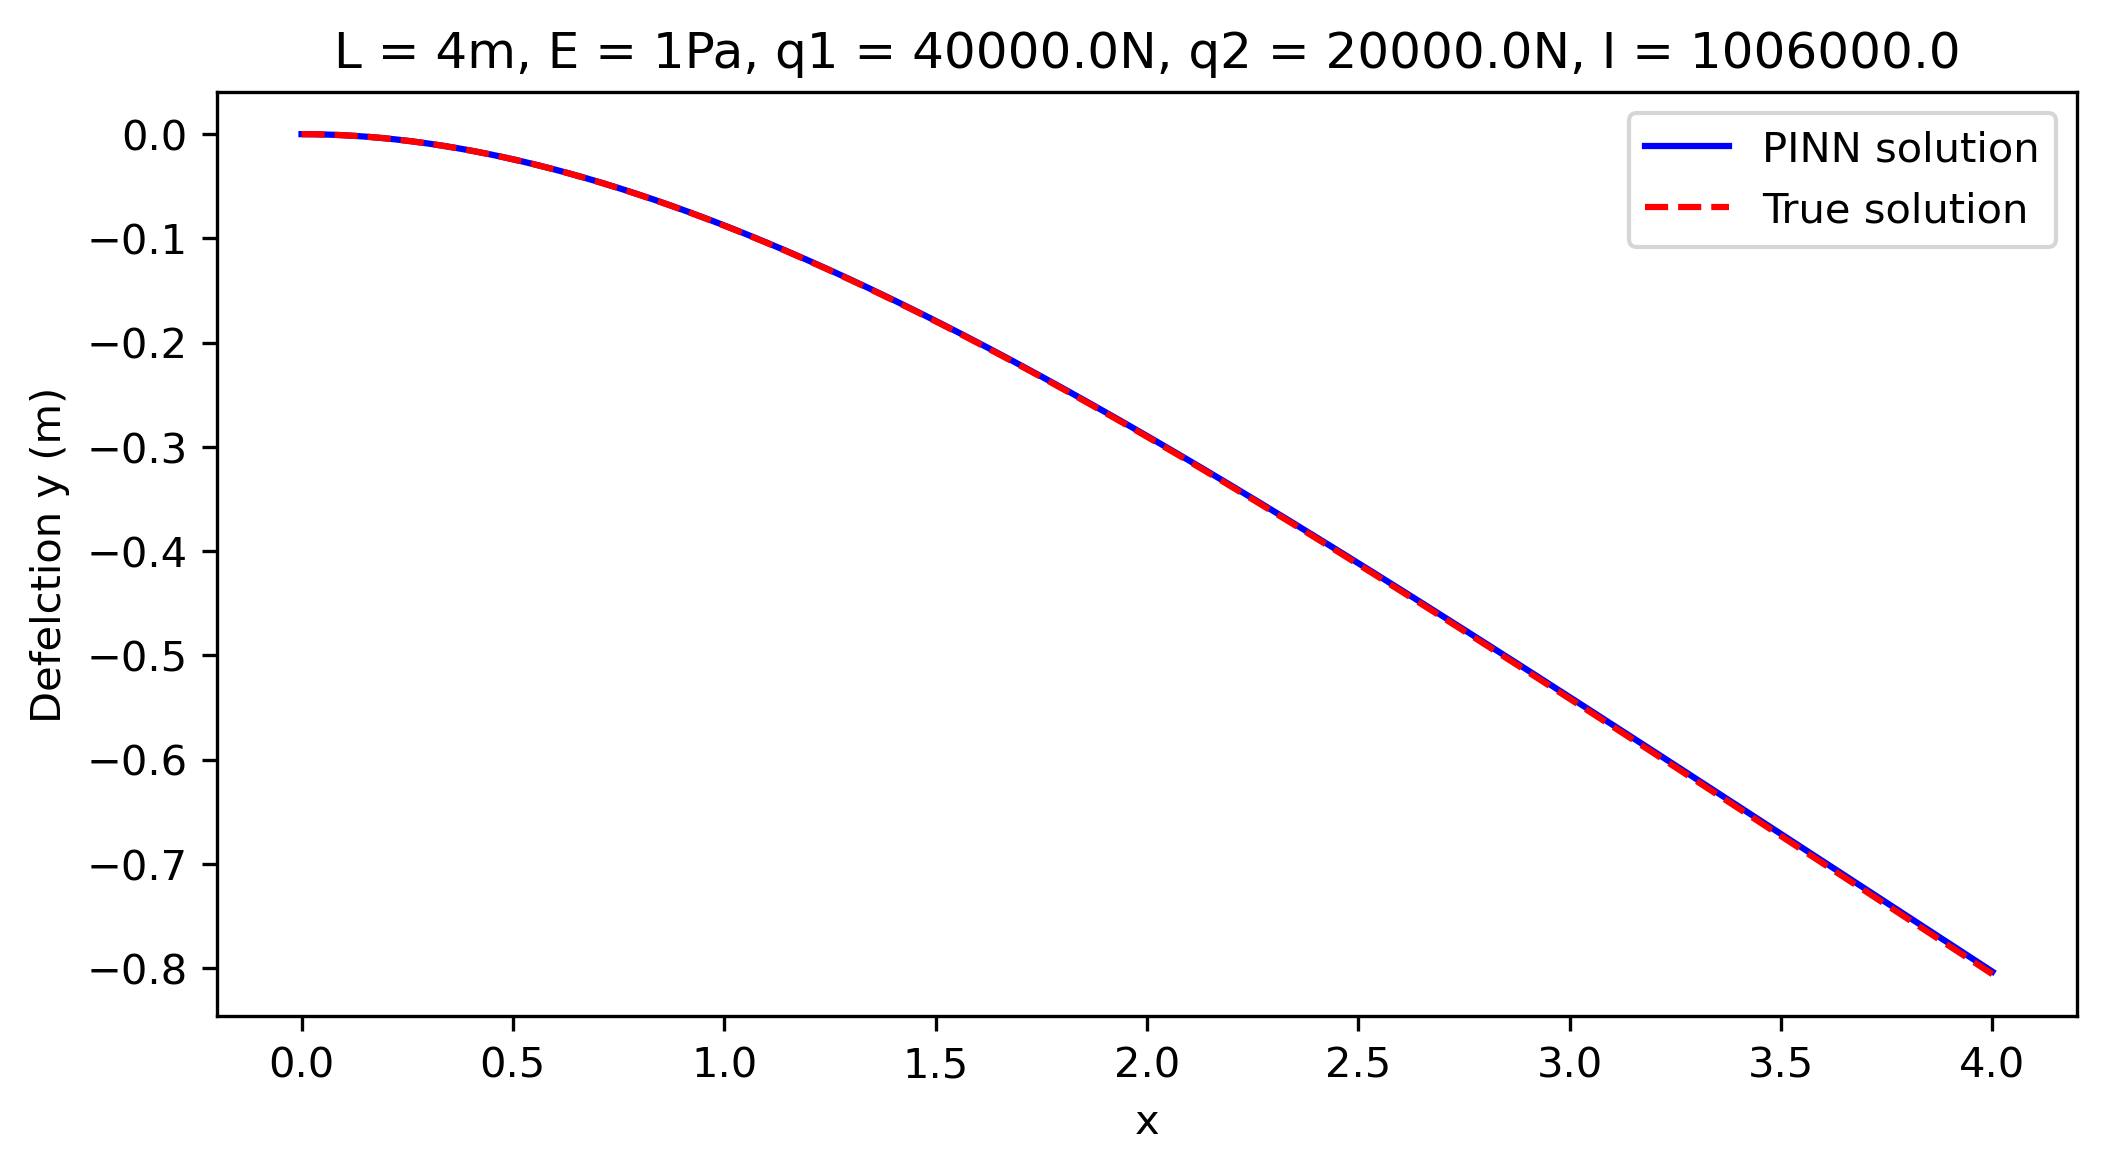 L = 4m, E = 1Pa, q1 = 40000.0N, q2 = 20000.0N, I = 1006000.0
PINN solution
True solution
Defelction y (m)
0.0
−0.1
−0.2
−0.3
−0.4
−0.5
−0.6
−0.7
−0.8
0.0 0.5 1.0 1.5 2.0 2.5 3.0 3.5 4.0
x